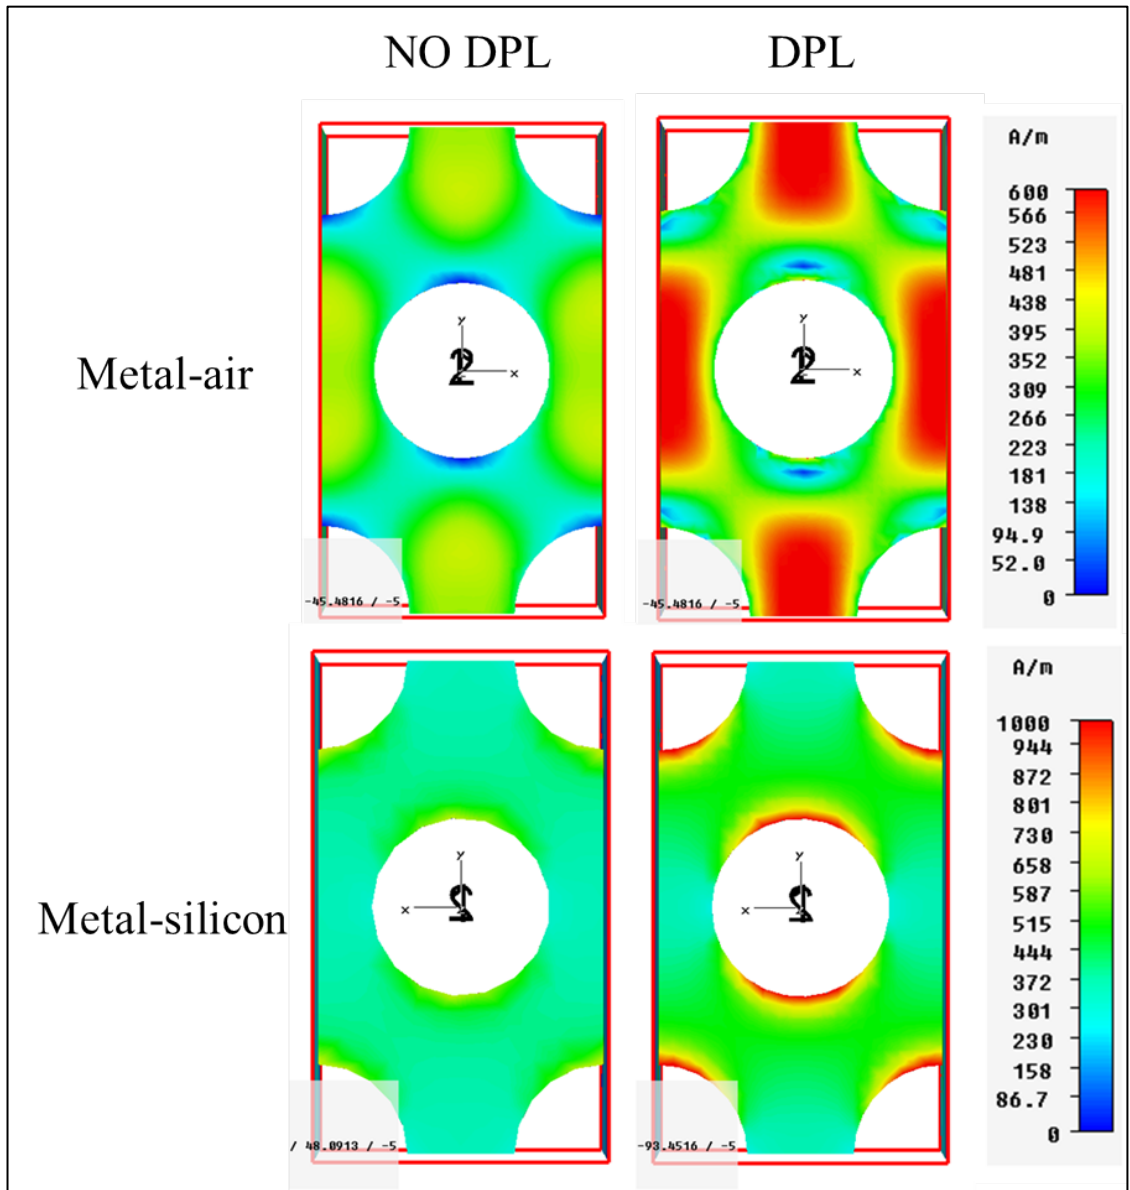 NO DPL
DPL
Metal-air
y
x
y
x
-45.4816 / -5
-45.4816 / -5
A/m
600
566
523
481
438
395
352
309
266
223
181
138
94.9
52.0
0
Metal-silicon
y
x
y
x
/ 48.0913 / -5
-93.4516 / -5
A/m
1000
944
872
801
730
658
587
515
444
372
301
230
158
86.7
0